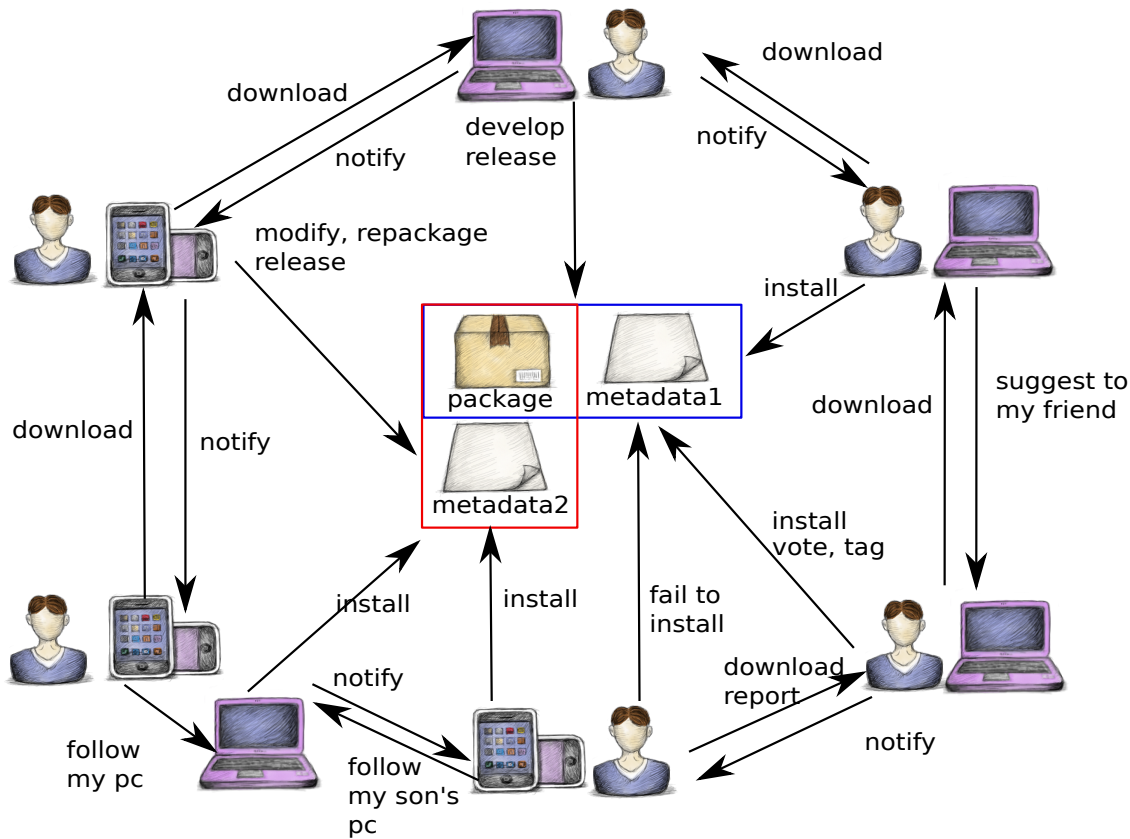 download
download
develop
release
notify
notify
modify, repackage
release
install
package
metadata1
suggest to
my friend
download
download
notify
metadata2
install
vote, tag
install
install
fail to
install
download
report
notify
follow
my pc
follow
my son's
pc
notify